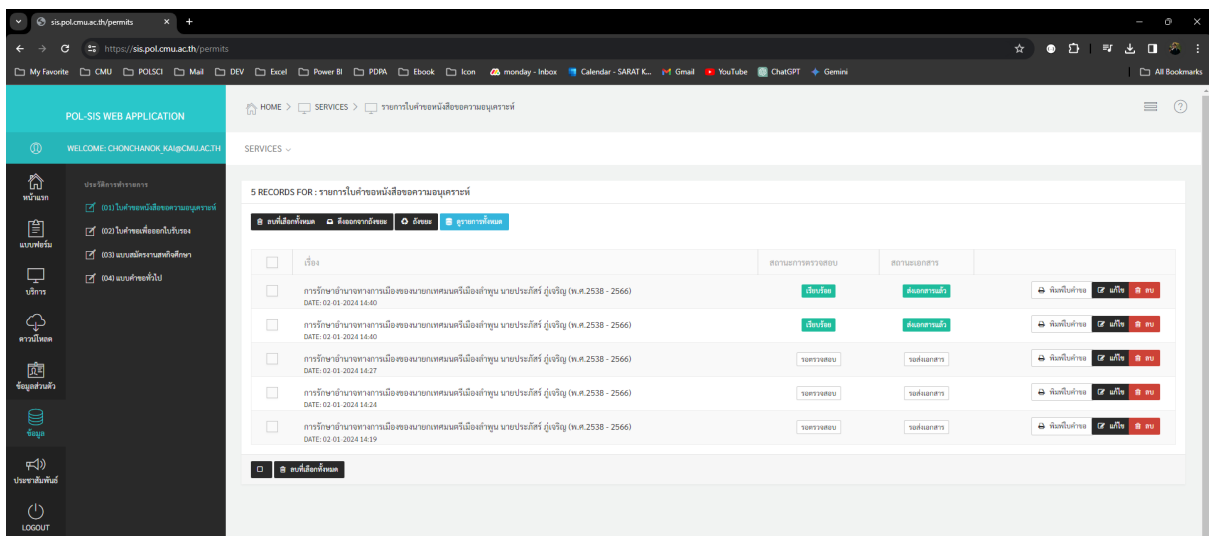 sis.pol.cmu.ac.th/permits
https://sis.pol.cmu.ac.th/permits
My Favorite CMU POLSCI Mail DEV Excel Power BI PDPA Ebook Icon monday - Inbox Calendar - SARAT K... Gmail YouTube ChatGPT Gemini All Bookmarks
POL-SIS WEB APPLICATION
HOME > SERVICES > รายการใบคำขอหนังสือขอความอนุเคราะห์
WELCOME: CHONCHANOK_KAI@CMU.AC.TH
SERVICES
หน้าแรก
แบบฟอร์ม
บริการ
ดาวน์โหลด
ข้อมูลส่วนตัว
ข้อมูล
ประชาสัมพันธ์
LOGOUT
ประวัติการทำรายการ
(01) ใบคำขอหนังสือขอความอนุเคราะห์
(02) ใบคำขอเพื่อออกใบรับรอง
(03) แบบสมัครงานสหกิจศึกษา
(04) แบบคำขอทั่วไป
5 RECORDS FOR : รายการใบคำขอหนังสือขอความอนุเคราะห์
ลบที่เลือกทั้งหมด ดึงออกจากถังขยะ ถังขยะ ดูรายการทั้งหมด
เรื่อง สถานะการตรวจสอบ สถานะเอกสาร
การรักษาอำนาจทางการเมืองของนายกเทศมนตรีเมืองลำพูน นายประภัสร์ ภู่เจริญ (พ.ศ.2538 - 2566) เรียบร้อย ส่งเอกสารแล้ว พิมพ์ใบคำขอ แก้ไข ลบ
DATE: 02-01-2024 14:40
การรักษาอำนาจทางการเมืองของนายกเทศมนตรีเมืองลำพูน นายประภัสร์ ภู่เจริญ (พ.ศ.2538 - 2566) เรียบร้อย ส่งเอกสารแล้ว พิมพ์ใบคำขอ แก้ไข ลบ
DATE: 02-01-2024 14:40
การรักษาอำนาจทางการเมืองของนายกเทศมนตรีเมืองลำพูน นายประภัสร์ ภู่เจริญ (พ.ศ.2538 - 2566) รอตรวจสอบ รอส่งเอกสาร พิมพ์ใบคำขอ แก้ไข ลบ
DATE: 02-01-2024 14:27
การรักษาอำนาจทางการเมืองของนายกเทศมนตรีเมืองลำพูน นายประภัสร์ ภู่เจริญ (พ.ศ.2538 - 2566) รอตรวจสอบ รอส่งเอกสาร พิมพ์ใบคำขอ แก้ไข ลบ
DATE: 02-01-2024 14:24
การรักษาอำนาจทางการเมืองของนายกเทศมนตรีเมืองลำพูน นายประภัสร์ ภู่เจริญ (พ.ศ.2538 - 2566) รอตรวจสอบ รอส่งเอกสาร พิมพ์ใบคำขอ แก้ไข ลบ
DATE: 02-01-2024 14:19
ลบที่เลือกทั้งหมด